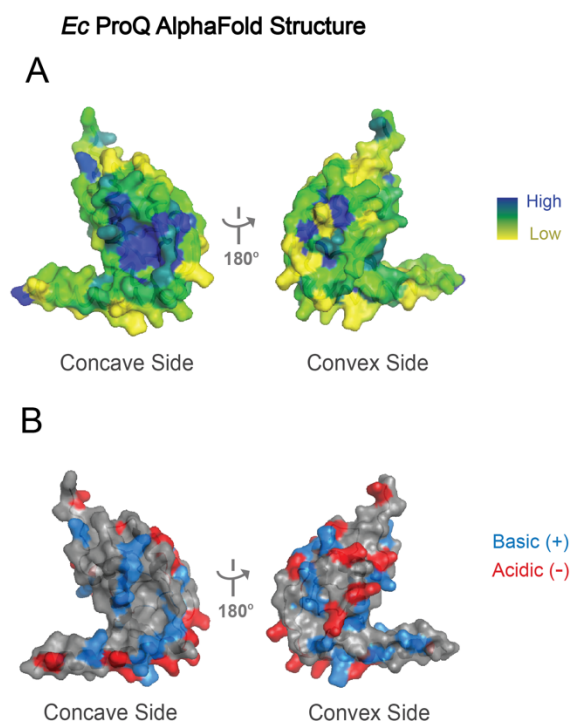 Ec ProQ AlphaFold Structure
A
High
Low
180°
Concave Side
Convex Side
B
Basic (+)
Acidic (-)
180°
Concave Side
Convex Side